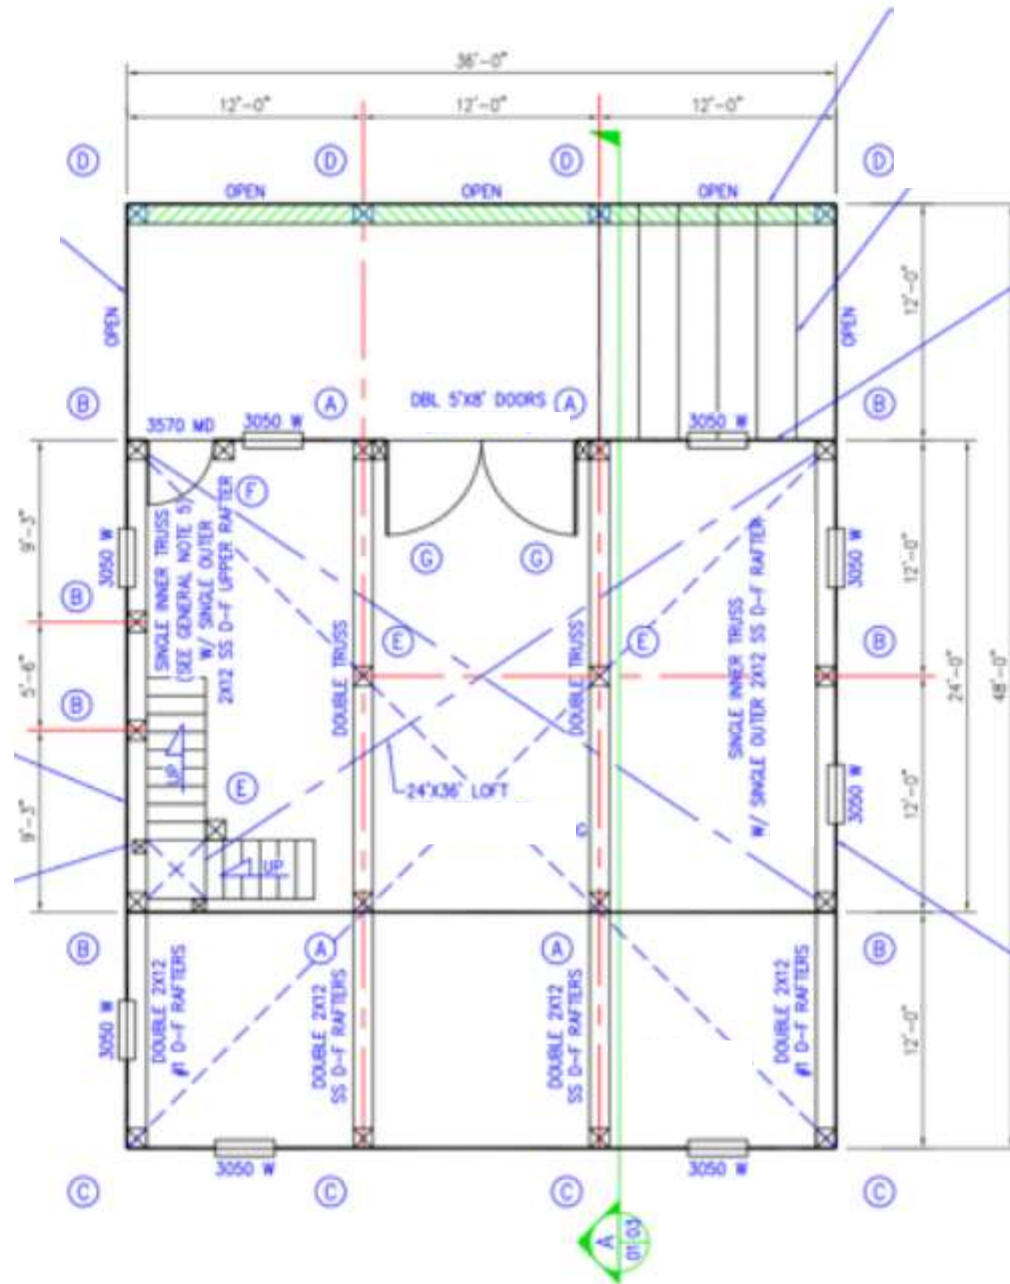 36'-0"
12'-0" 12'-0" 12'-0"
D D D D
OPEN OPEN OPEN
12'-0"
OPEN
OPEN
48'-0"
B A DBL 5'X8' DOORS A B
3570 MD 3050 W 3050 W
F
9'-3"
3050 W
SINGLE INNER TRUSS
(SEE GENERAL NOTE 5)
W/ SINGLE OUTER
2X12 SS D-F UPPER RAFTER
G G
3050 W
12'-0"
24'-0"
B
E E B
DOUBLE TRUSS
DOUBLE TRUSS
SINGLE INNER TRUSS
W/ SINGLE OUTER 2X12 SS D-F RAFTER
5'-6"
B
UP
E
24'X36' LOFT
3050 W
12'-0"
9'-3"
UP
B A A B
DOUBLE 2X12
#1 D-F RAFTERS
DOUBLE 2X12
SS D-F RAFTERS
DOUBLE 2X12
SS D-F RAFTERS
DOUBLE 2X12
#1 D-F RAFTERS
3050 W
12'-0"
3050 W 3050 W
C C C C
A
01 03